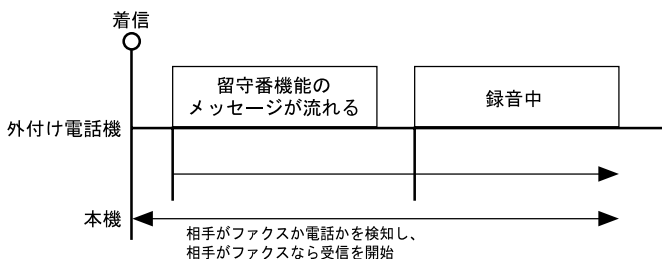 着信
留守番機能の
メッセージが流れる
録音中
外付け電話機
本機
相手がファクスか電話かを検知し、
相手がファクスなら受信を開始